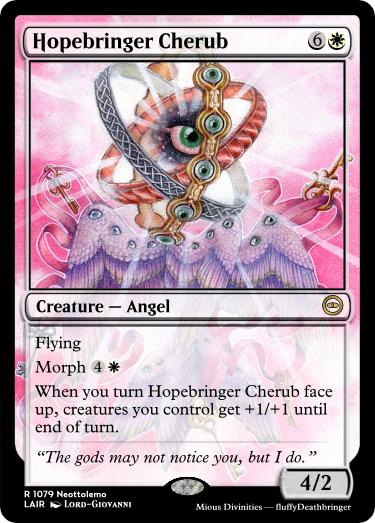 Hopebringer Cherub 6
Creature — Angel
Flying
Morph 4
When you turn Hopebringer Cherub face
up, creatures you control get +1/+1 until
end of turn.
“The gods may not notice you, but I do.”
4/2
R 1079 Neottolemo
LAIR Lord-Giovanni
Mious Divinities — fluffyDeathbringer